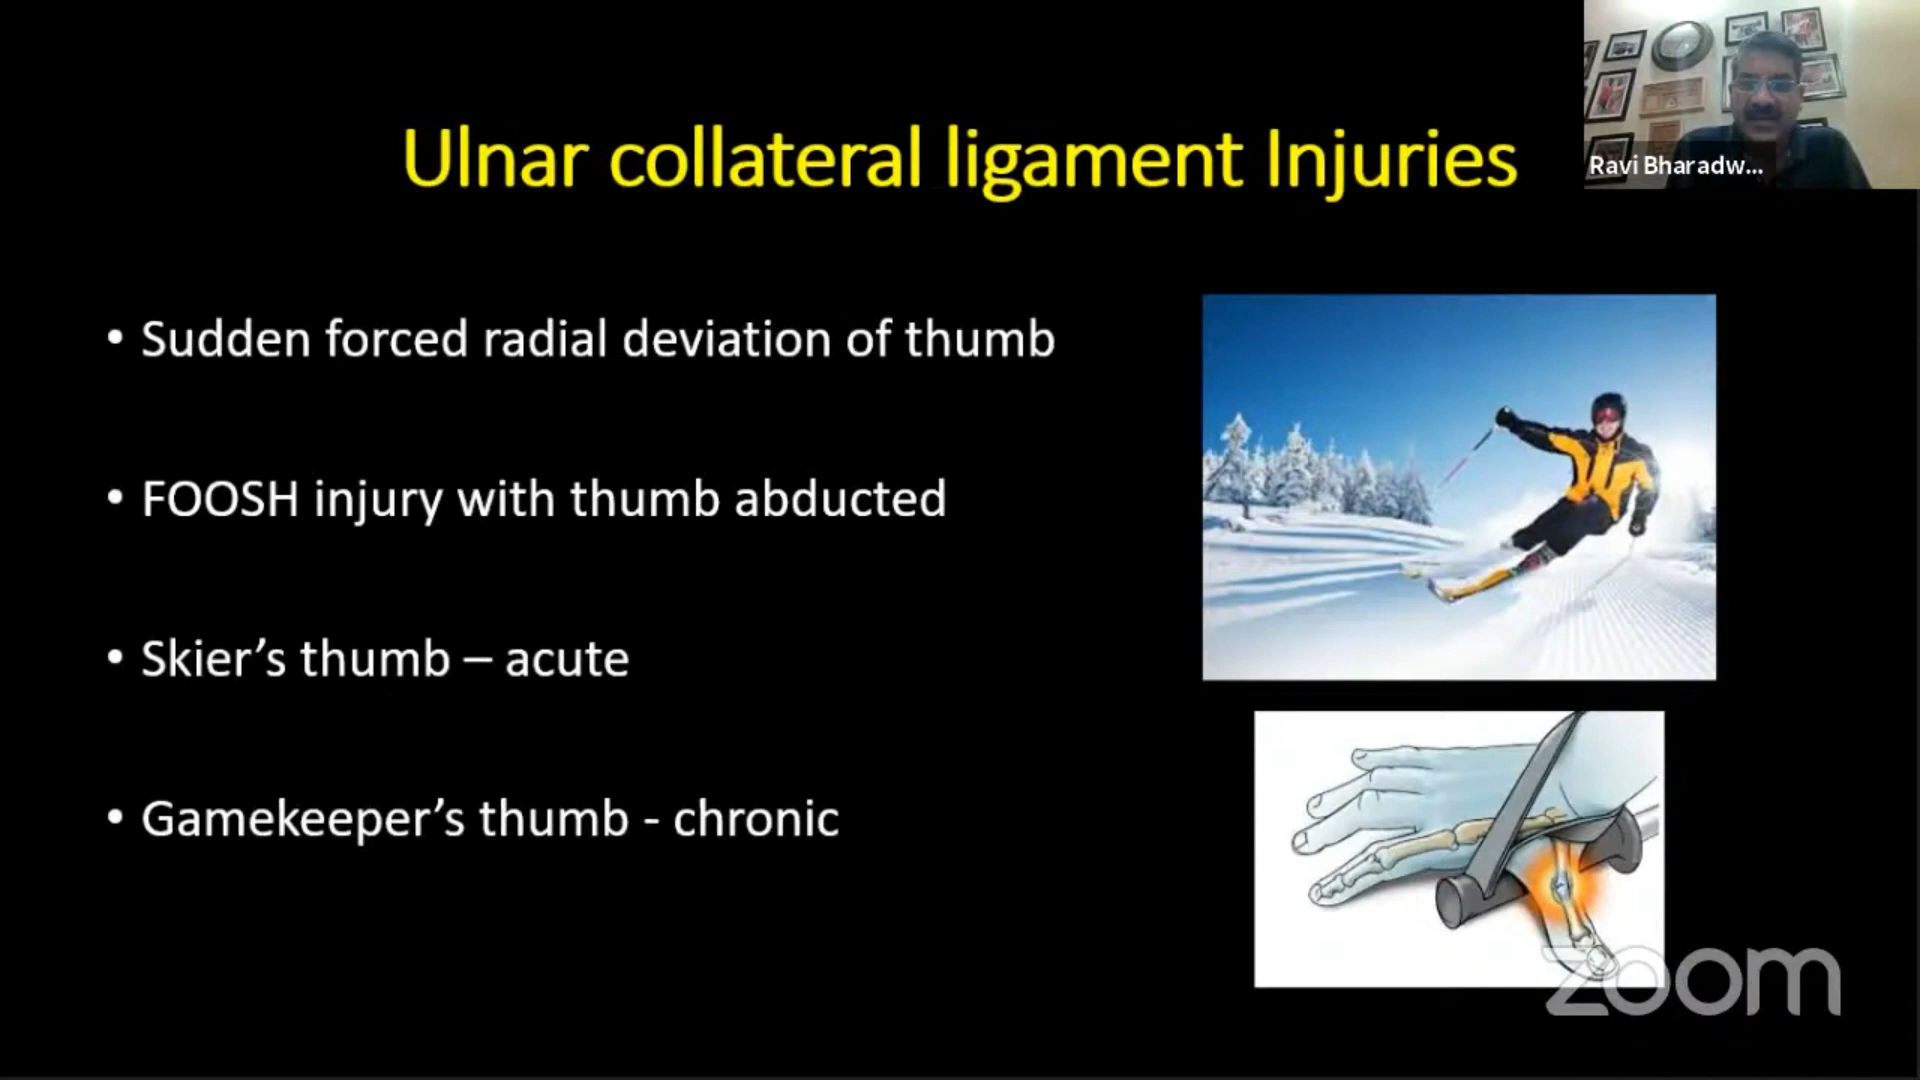 Ulnar collateral ligament Injuries
Ravi Bharadw...
• Sudden forced radial deviation of thumb
• FOOSH injury with thumb abducted
• Skier’s thumb – acute
• Gamekeeper’s thumb - chronic
zoom